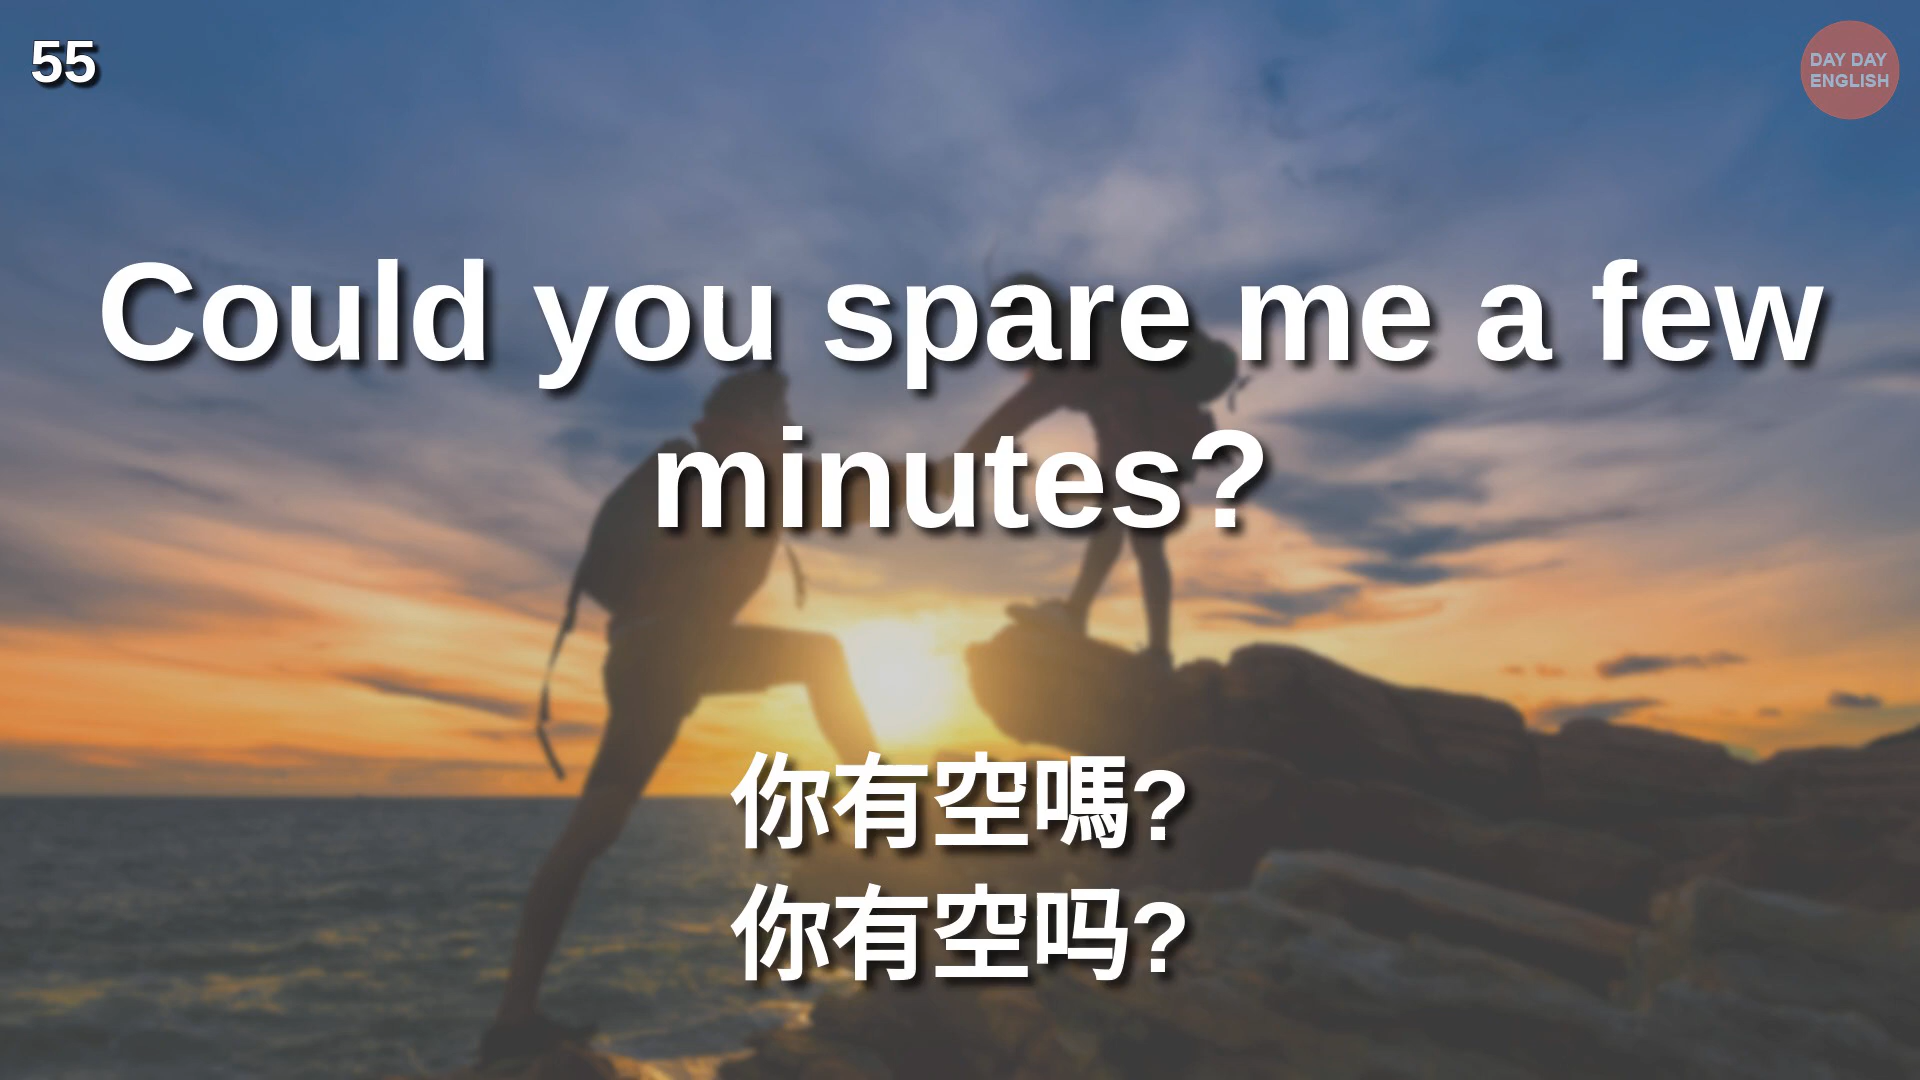 55
DAY DAY
ENGLISH
Could you spare me a few
minutes?
你有空嗎?
你有空吗?